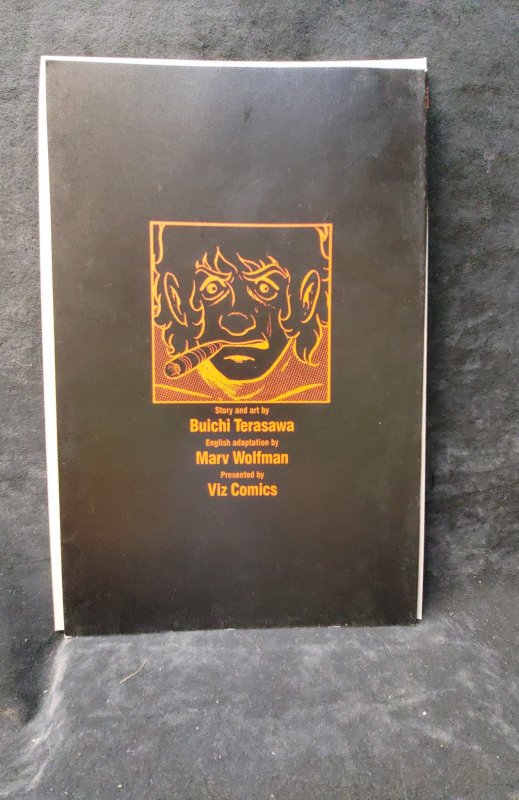 Story and art by
Buichi Terasawa
English adaptation by
Marv Wolfman
Presented by
Viz Comics